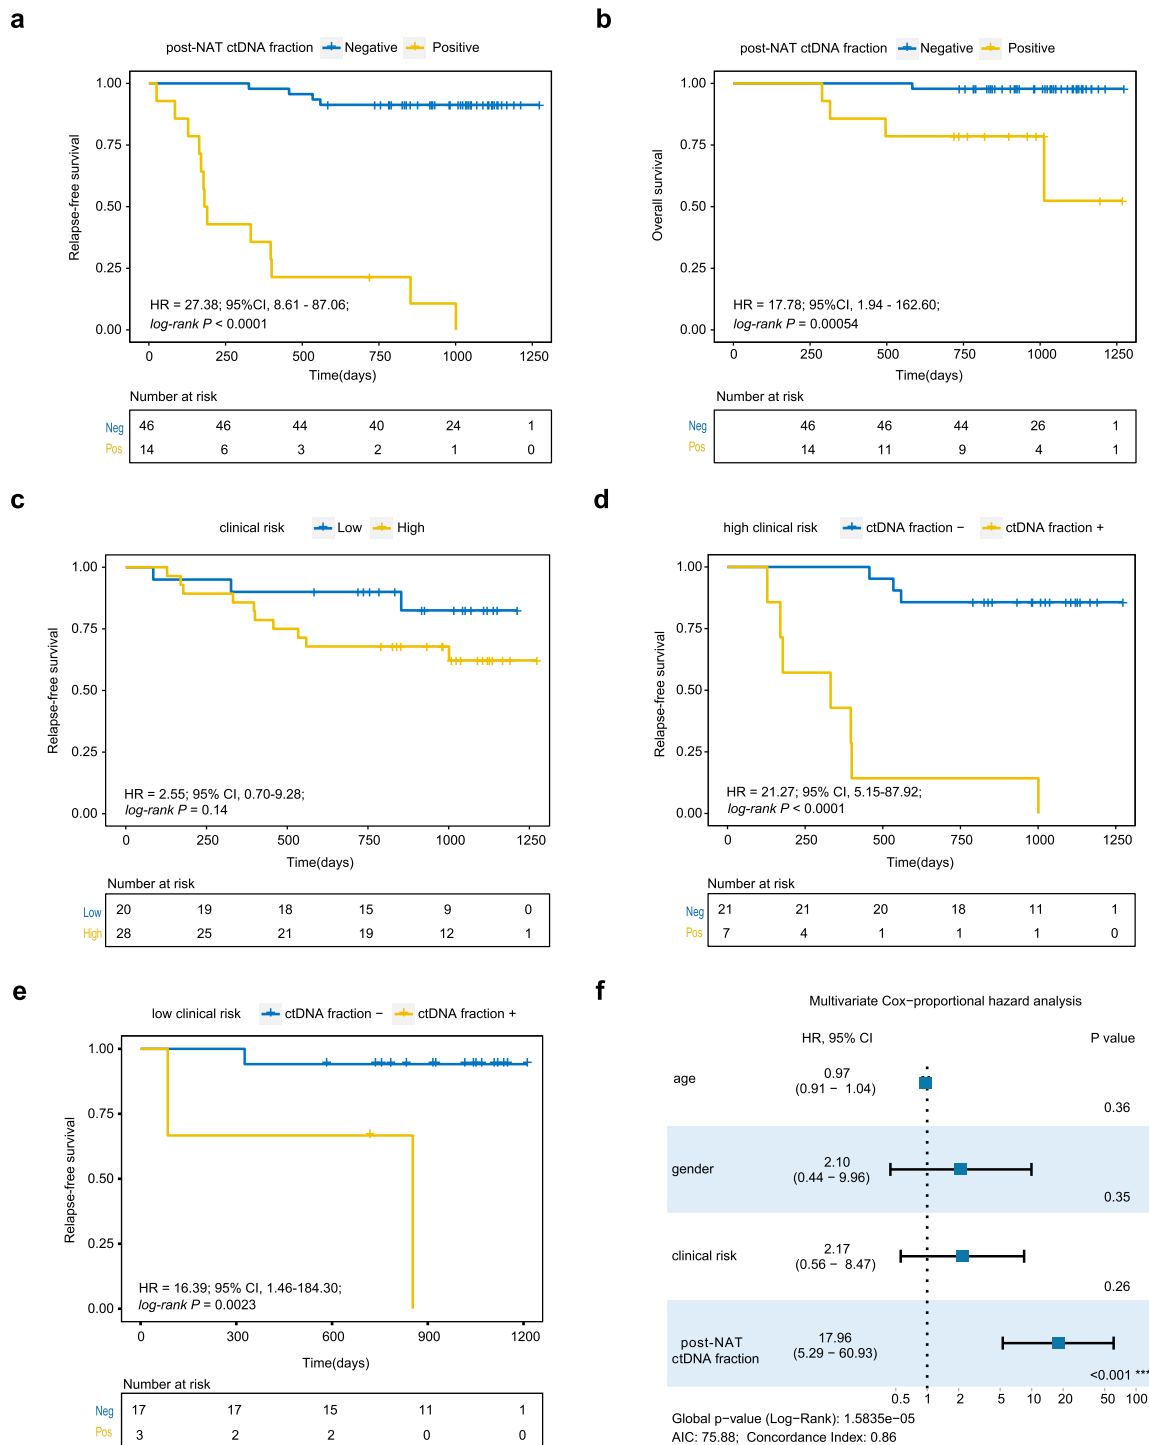 a
post-NAT ctDNA fraction Negative Positive
Relapse-free survival
1.00
0.75
0.50
0.25
0.00
HR = 27.38; 95%CI, 8.61 - 87.06;
log-rank P < 0.0001
0 250 500 750 1000 1250
Time(days)
Number at risk
Neg 46 46 44 40 24 1
Pos 14 6 3 2 1 0
b
post-NAT ctDNA fraction Negative Positive
Overall survival
1.00
0.75
0.50
0.25
0.00
HR = 17.78; 95%CI, 1.94 - 162.60;
log-rank P = 0.00054
0 250 500 750 1000 1250
Time(days)
Number at risk
Neg 46 46 44 26 1
Pos 14 11 9 4 1
c
clinical risk Low High
Relapse-free survival
1.00
0.75
0.50
0.25
0.00
HR = 2.55; 95% CI, 0.70-9.28;
log-rank P = 0.14
0 250 500 750 1000 1250
Time(days)
Number at risk
Low 20 19 18 15 9 0
High 28 25 21 19 12 1
d
high clinical risk ctDNA fraction − ctDNA fraction +
Relapse-free survival
1.00
0.75
0.50
0.25
0.00
HR = 21.27; 95% CI, 5.15-87.92;
log-rank P < 0.0001
0 250 500 750 1000 1250
Time(days)
Number at risk
Neg 21 21 20 18 11 1
Pos 7 4 1 1 1 0
e
low clinical risk ctDNA fraction − ctDNA fraction +
Relapse-free survival
1.00
0.75
0.50
0.25
0.00
HR = 16.39; 95% CI, 1.46-184.30;
log-rank P = 0.0023
0 300 600 900 1200
Time(days)
Number at risk
Neg 17 17 15 11 1
Pos 3 2 2 0 0
f
Multivariate Cox−proportional hazard analysis
HR, 95% CI P value
age 0.97
(0.91 − 1.04)
0.36
gender 2.10
(0.44 − 9.96)
0.35
clinical risk 2.17
(0.56 − 8.47)
0.26
post-NAT 17.96
ctDNA fraction (5.29 − 60.93)
<0.001 ***
0.5 1 2 5 10 20 50 100
Global p−value (Log−Rank): 1.5835e−05
AIC: 75.88; Concordance Index: 0.86